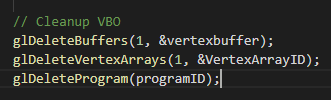 // Cleanup VBO
glDeleteBuffers(1, &vertexbuffer);
glDeleteVertexArrays(1, &VertexArrayID);
glDeleteProgram(programID);